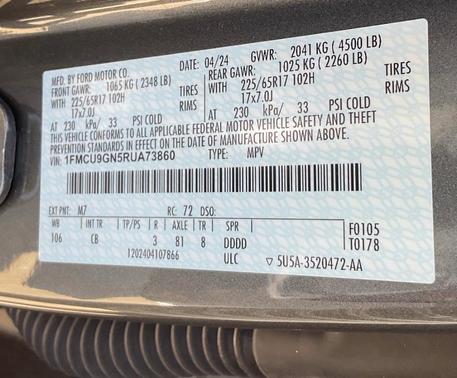 MFD. BY FORD MOTOR CO. DATE: 04/24 GVWR: 2041 KG (4500 LB)
FRONT GAWR: 1065 KG (2348 LB) REAR GAWR: 1025 KG (2260 LB)
WITH 225/65R17 102H TIRES WITH 225/65R17 102H TIRES
17x7.0J RIMS 17x7.0J RIMS
AT 230 kPa/ 33 PSI COLD AT 230 kPa/ 33 PSI COLD
THIS VEHICLE CONFORMS TO ALL APPLICABLE FEDERAL MOTOR VEHICLE SAFETY AND THEFT
PREVENTION STANDARDS IN EFFECT ON THE DATE OF MANUFACTURE SHOWN ABOVE.
VIN: 1FMCU9GN5RUA73860 TYPE: MPV
EXT PNT: M7 RC: 72 DSO:
WB INT TR TP/PS R AXLE TR SPR F0105
106 CB 3 81 8 DDDD T0178
1202404107866 ULC ▽ 5U5A-3520472-AA